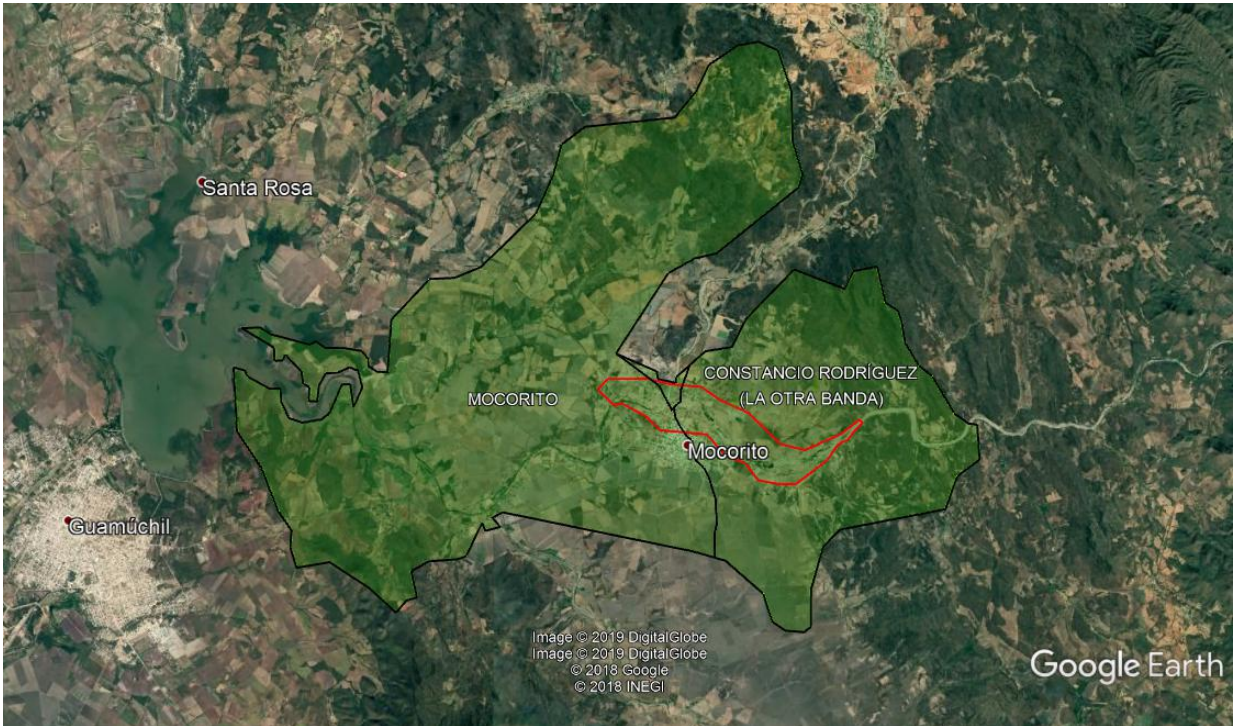 Santa Rosa
CONSTANCIO RODRÍGUEZ
(LA OTRA BANDA)
MOCORITO
Mocorito
Guamúchil
Image © 2019 DigitalGlobe
Image © 2019 DigitalGlobe
© 2018 Google
© 2018 INEGI
Google Earth